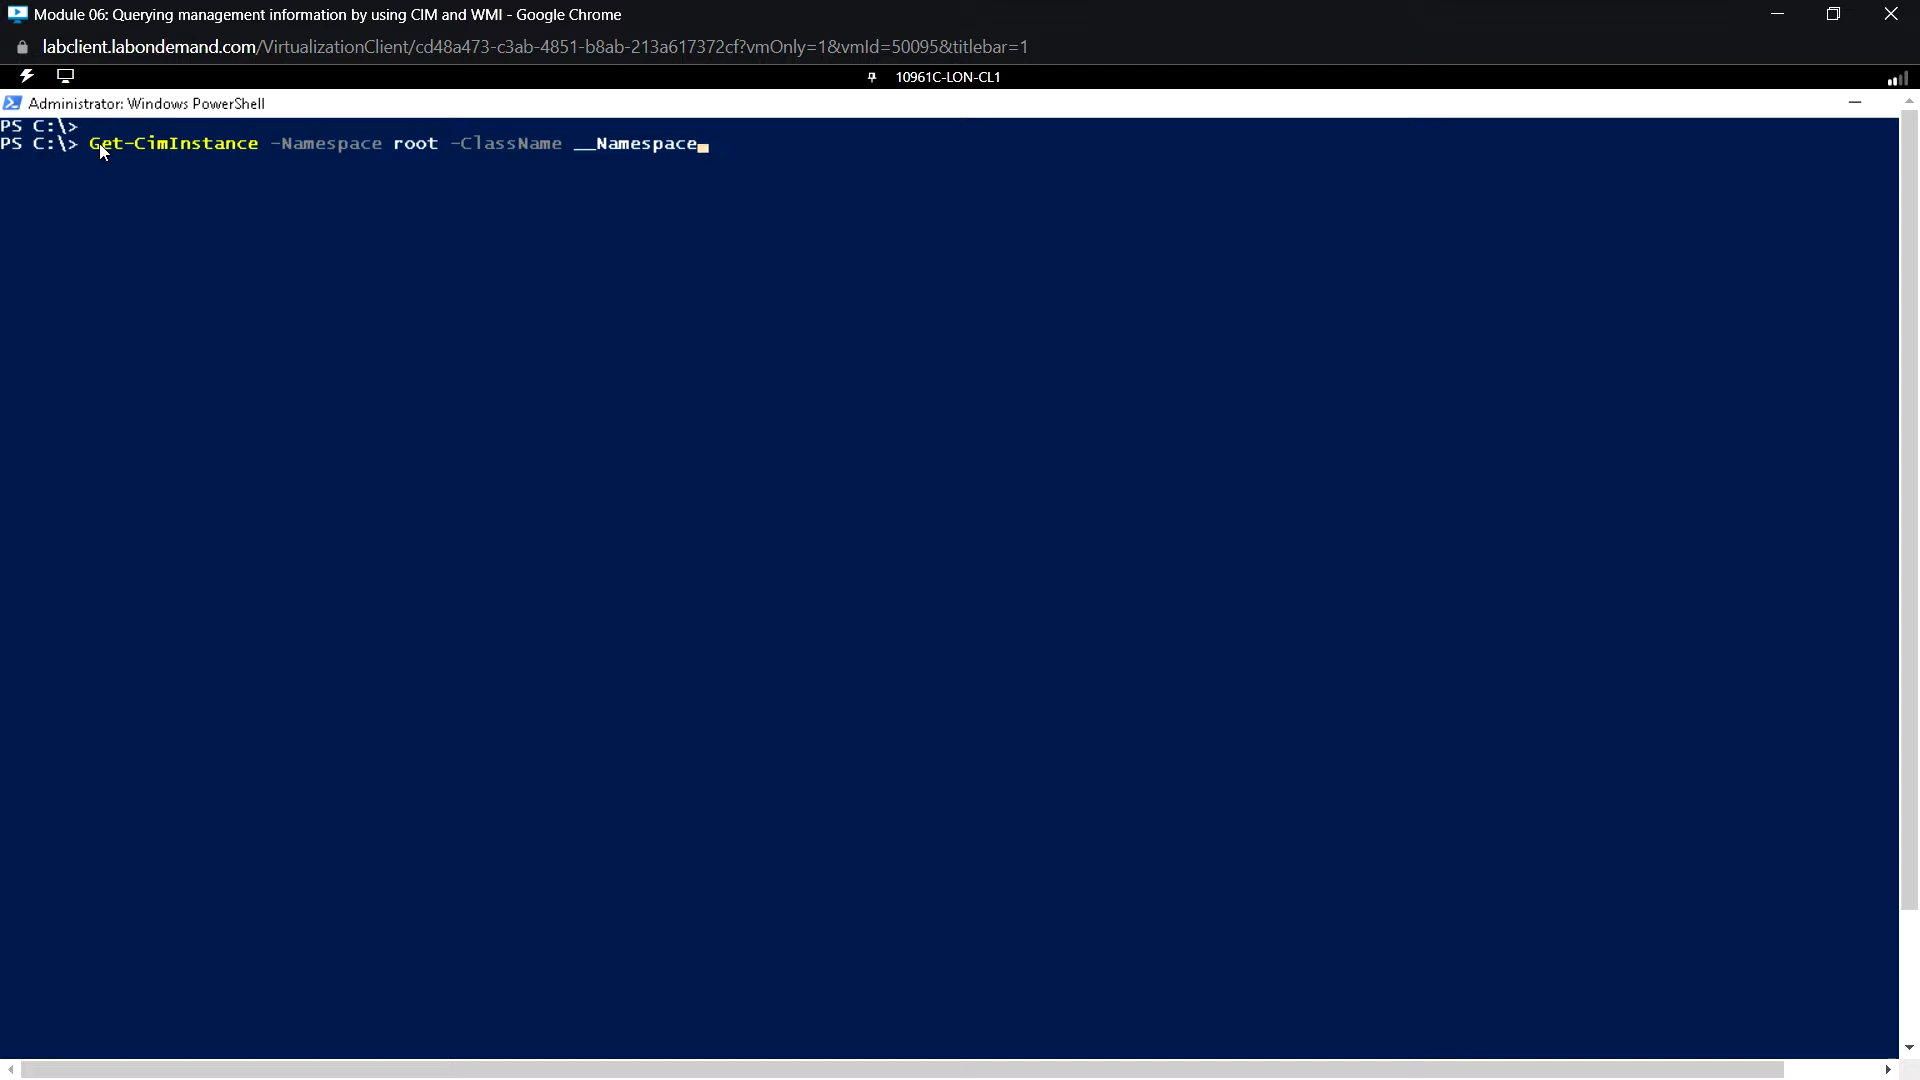 Module 06: Querying management information by using CIM and WMI - Google Chrome
labclient.labondemand.com/VirtualizationClient/cd48a473-c3ab-4851-b8ab-213a617372cf?vmOnly=1&vmId=50095&titlebar=1
10961C-LON-CL1
Administrator: Windows PowerShell
PS C:\>
PS C:\> Get-CimInstance -Namespace root -ClassName __Namespace